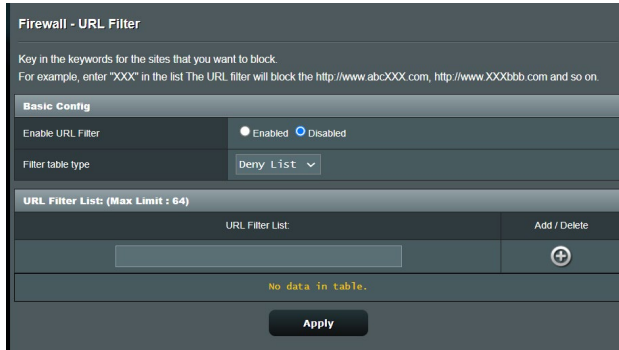 Firewall - URL Filter
Key in the keywords for the sites that you want to block.
For example, enter "XXX" in the list The URL filter will block the http://www.abcXXX.com, http://www.XXXbbb.com and so on.
Basic Config
Enable URL Filter Enabled Disabled
Filter table type Deny List
URL Filter List: (Max Limit : 64)
URL Filter List: Add / Delete
No data in table.
Apply